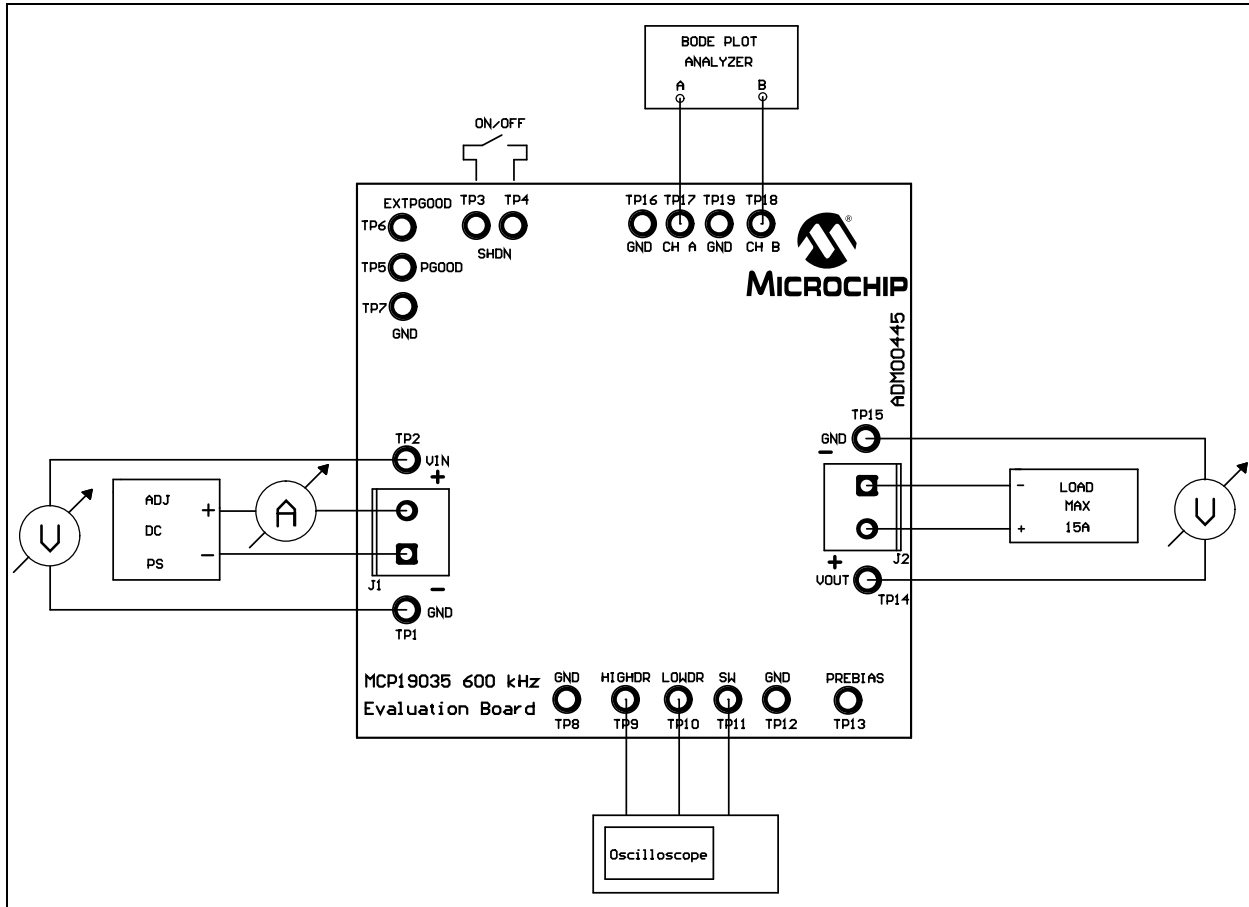 BODE PLOT
ANALYZER
A B
ON/OFF
EXTPGOOD TP3 TP4
TP6
SHDN
TP5 PGOOD
TP7
GND
TP16 TP17 TP19 TP18
GND CH A GND CH B
®
MICROCHIP
ADM00445
TP2
VIN
+
ADJ
DC
PS
+
-
V
A
J1
-
GND
TP1
TP15
GND
-
-
+
LOAD
MAX
15A
V
+
J2
VOUT
TP14
MCP19035 600 kHz
Evaluation Board
GND HIGHDR LOWDR SW GND PREBIAS
TP8 TP9 TP10 TP11 TP12 TP13
Oscilloscope